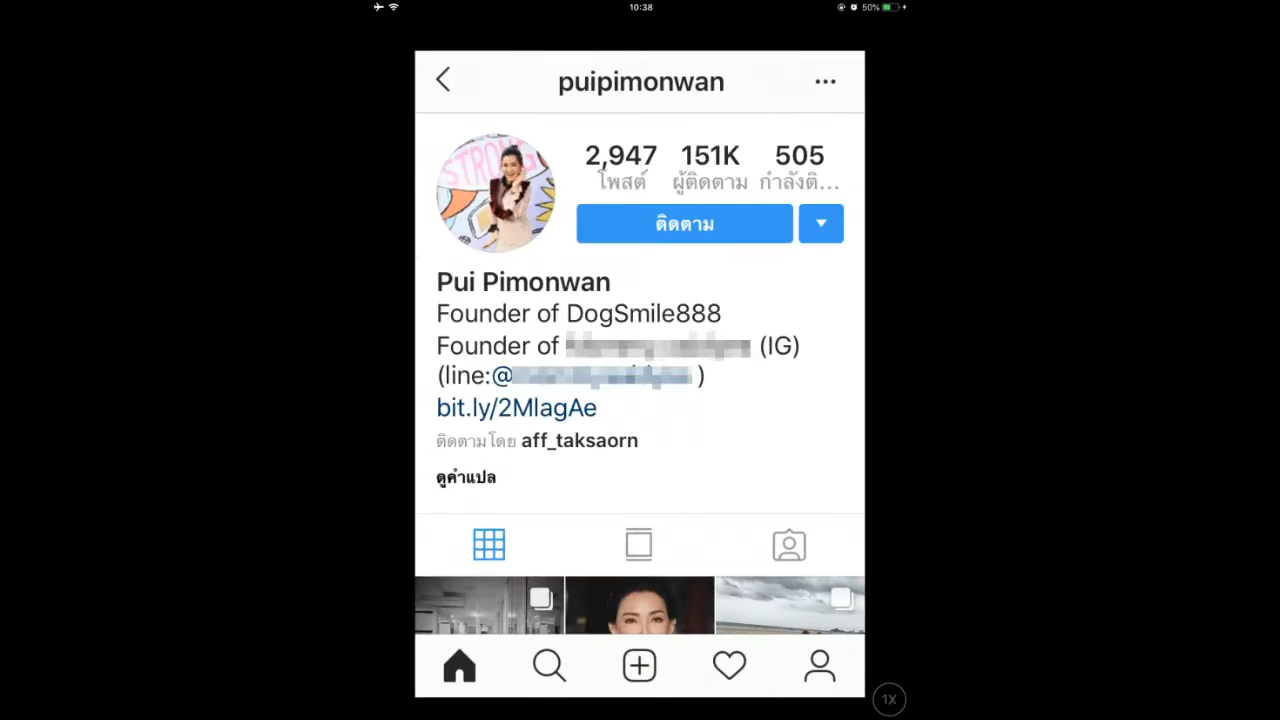 10:38
50%
puipimonwan
STRONG
2,947 151K 505
โพสต์ ผู้ติดตาม กำลังติ...
ติดตาม
Pui Pimonwan
Founder of DogSmile888
Founder of (IG)
(line:@ )
bit.ly/2MlagAe
ติดตามโดย aff_taksaorn
ดูคำแปล
1X